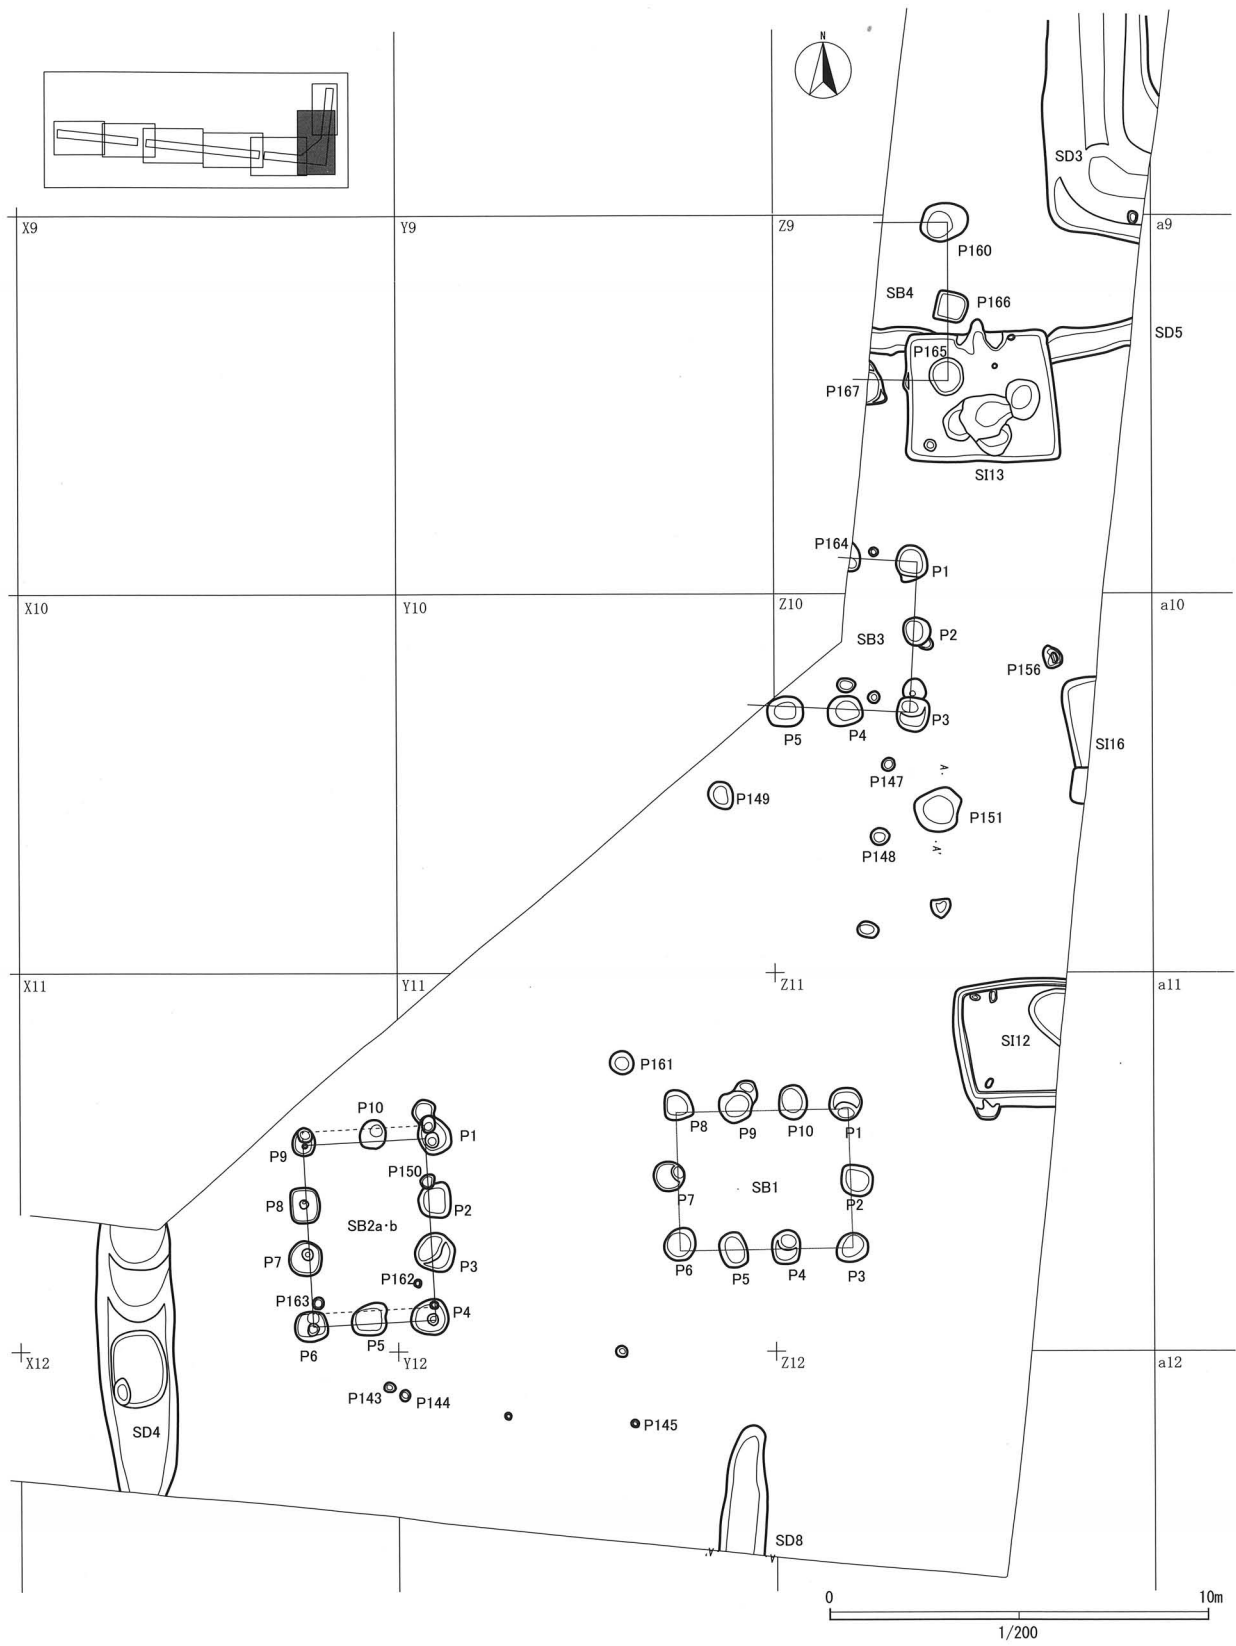 N
SD3
X9
Y9
Z9
a9
P160
SB4
P166
SD5
P165
P167
SI13
P164
P1
X10
Y10
Z10
a10
SB3
P2
P156
P3
P5
P4
SI16
P147
A.
P149
P151
P148
.A'
X11
Y11
Z11
a11
SI12
P161
P10
P1
P8
P9
P10
P1
P9
P150
P8
P2
P7
SB1
P2
SB2a・b
P7
P3
P6
P5
P4
P3
P162
P163
P4
P6
P5
X12
Y12
Z12
a12
P143
P144
SD4
P145
SD8
A'
A
0
10m
1/200